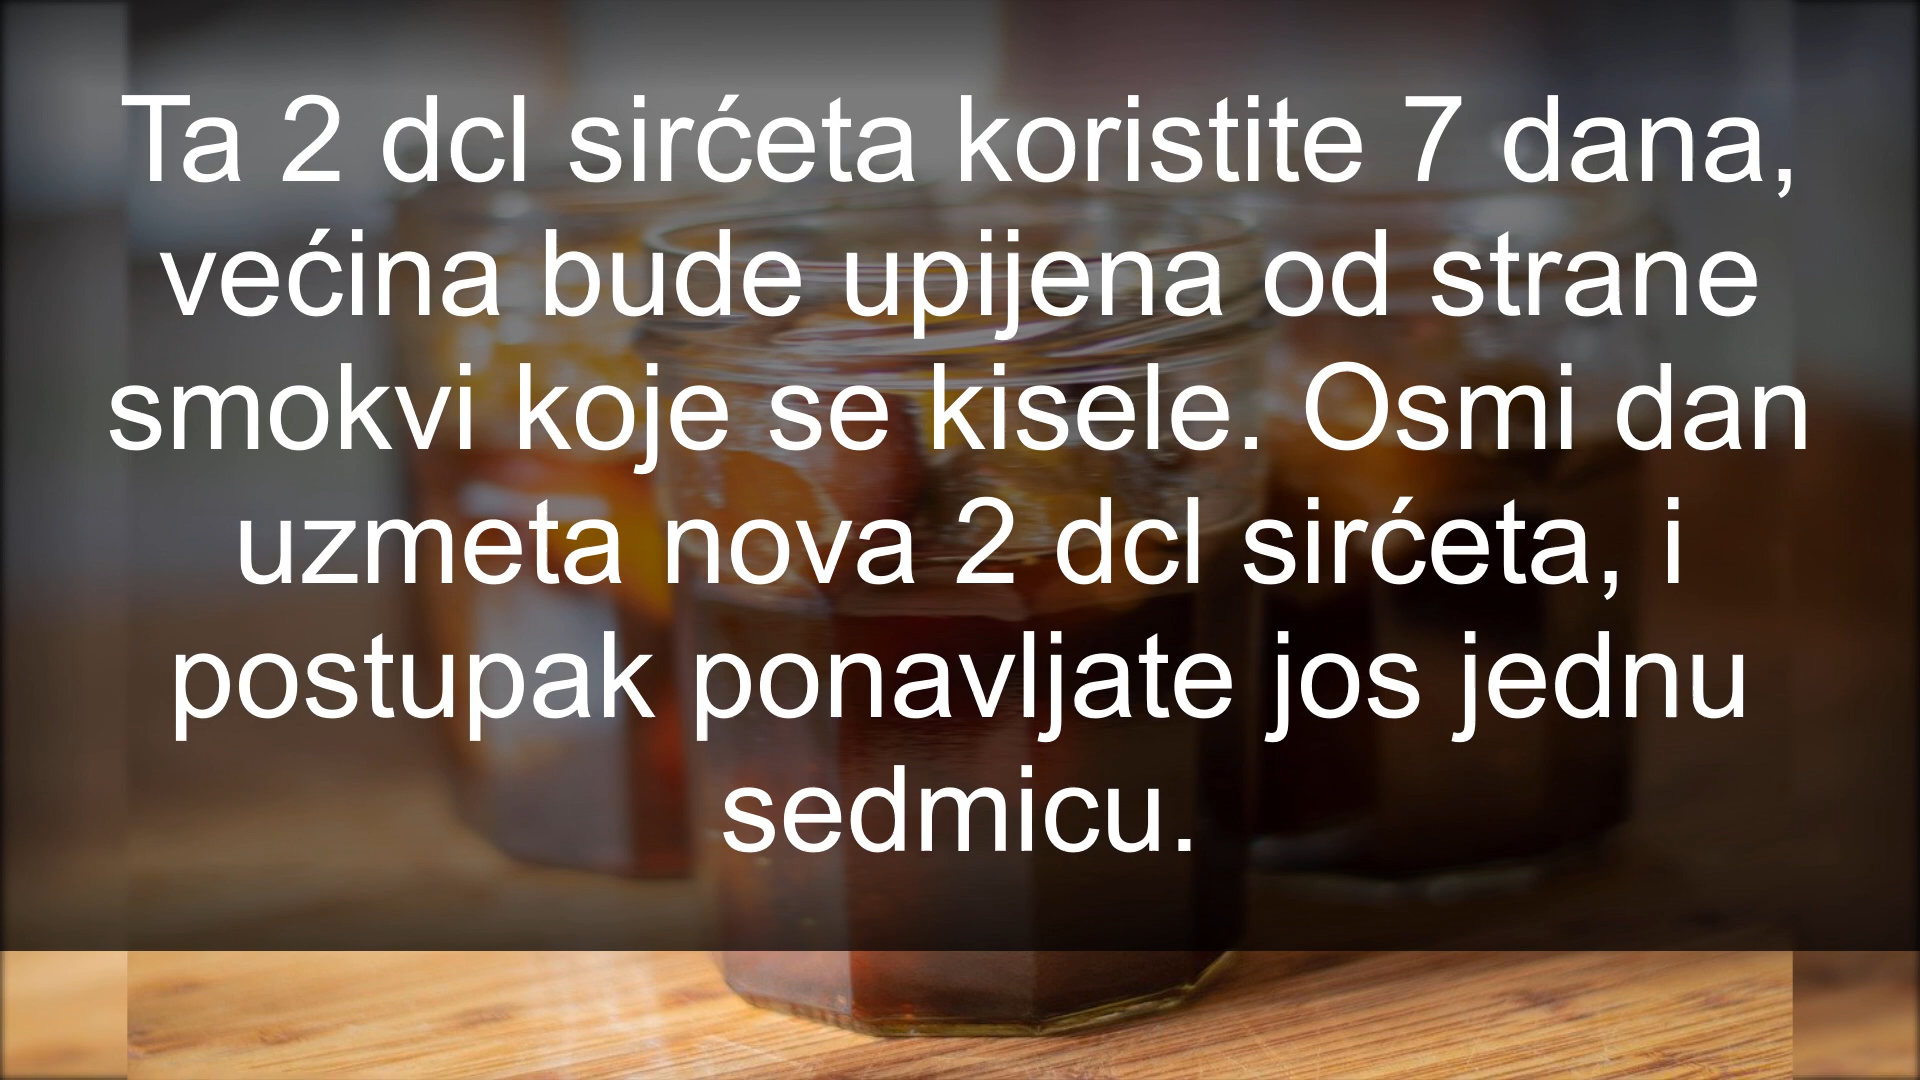 Ta 2 dcl sirćeta koristite 7 dana,
većina bude upijena od strane
smokvi koje se kisele. Osmi dan
uzmeta nova 2 dcl sirćeta, i
postupak ponavljate jos jednu
sedmicu.